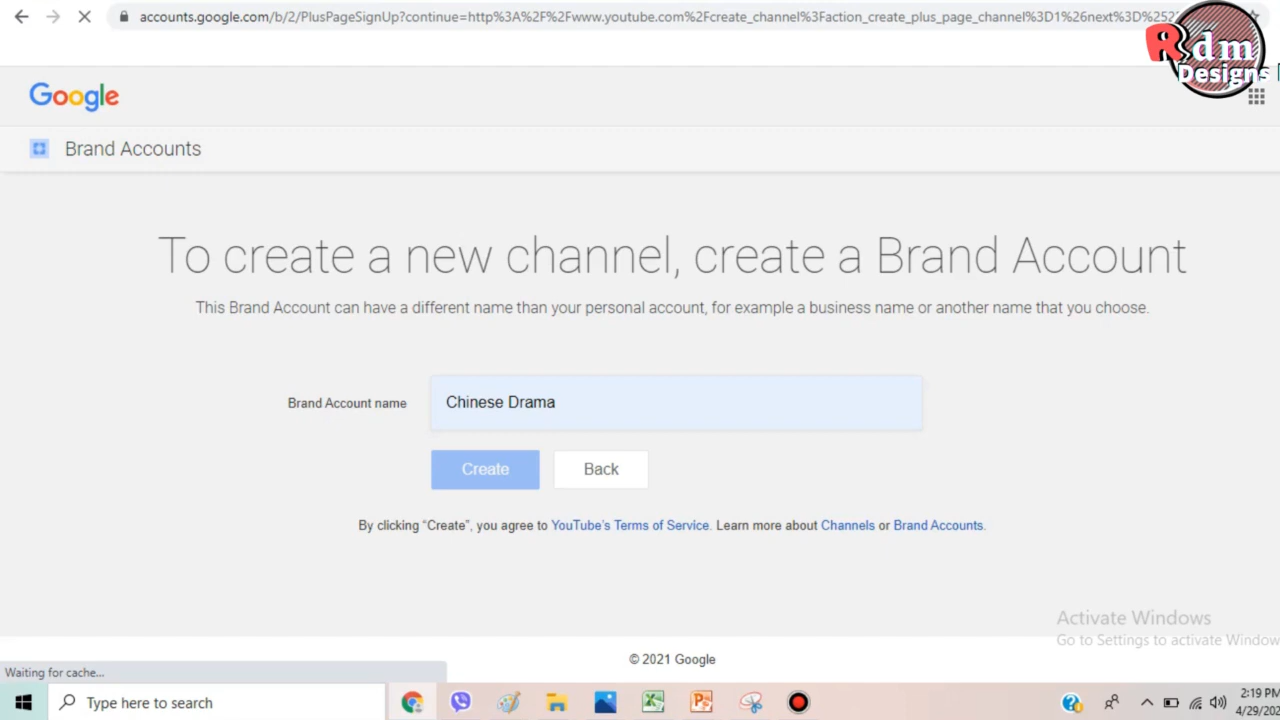 accounts.google.com/b/2/PlusPageSignUp?continue=http%3A%2F%2Fwww.youtube.com%2Fcreate_channel%3Faction_create_plus_page_channel%3D1%26next%3D%252
Rdm
Designs
Google
Brand Accounts
To create a new channel, create a Brand Account
This Brand Account can have a different name than your personal account, for example a business name or another name that you choose.
Brand Account name
Chinese Drama
Create
Back
By clicking “Create”, you agree to YouTube’s Terms of Service. Learn more about Channels or Brand Accounts.
Activate Windows
Go to Settings to activate Window
© 2021 Google
Waiting for cache...
Type here to search
2:19 PM
4/29/202